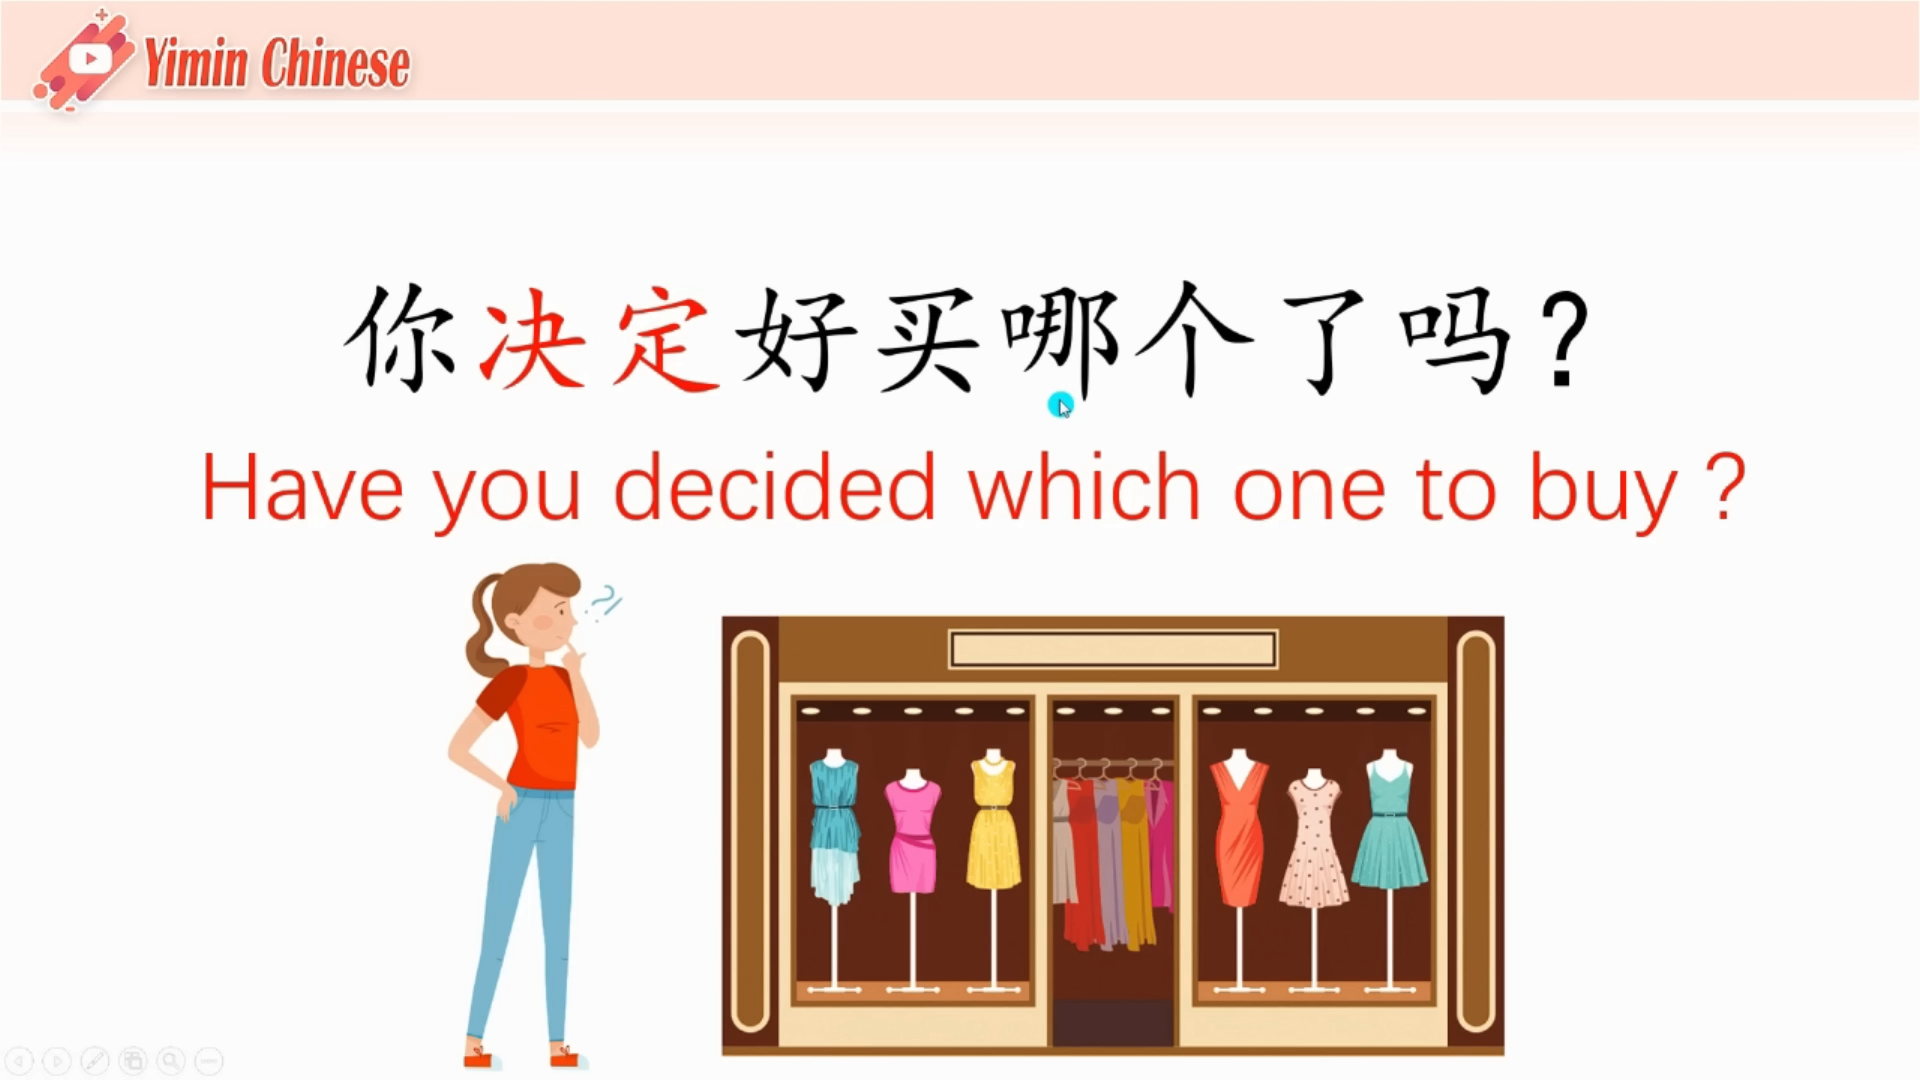 Yimin Chinese
你决定好买哪个了吗？
Have you decided which one to buy ?